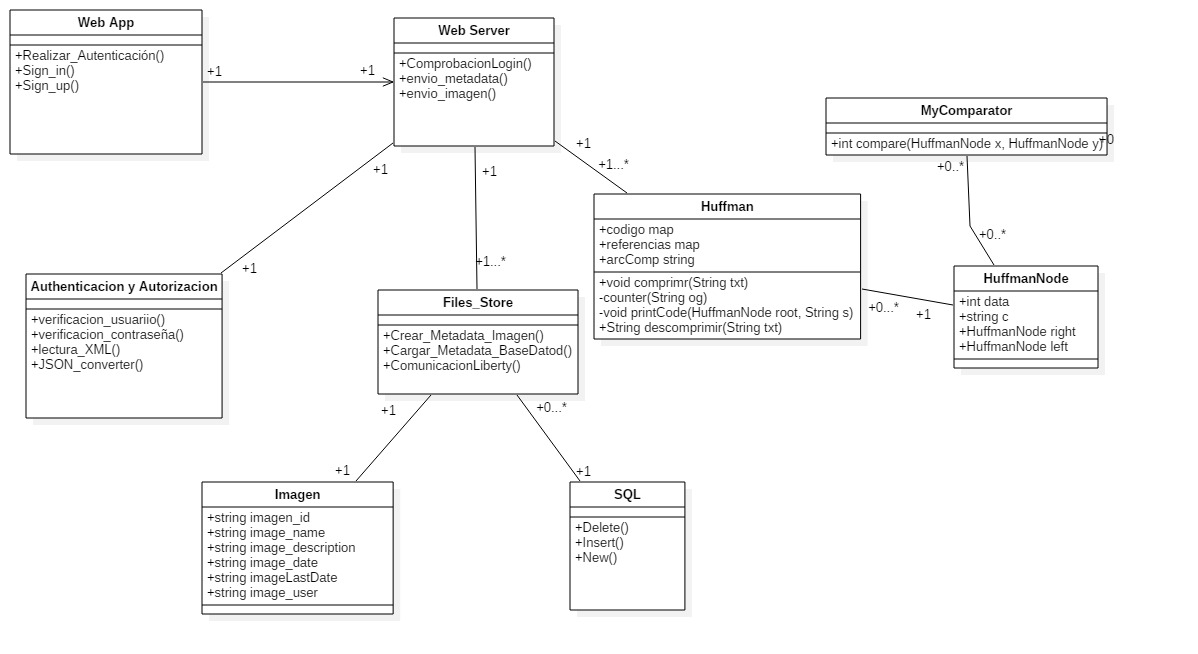 Web App
+Realizar_Autenticación()
+Sign_in()
+Sign_up()
+1
+1
Web Server
+ComprobacionLogin()
+envio_metadata()
+envio_imagen()
+1
+1
+1
+1...*
+1
+1...*
MyComparator
+int compare(HuffmanNode x, HuffmanNode y)
+0
+0..*
+0..*
Huffman
+codigo map
+referencias map
+arcComp string
+void comprimr(String txt)
-counter(String og)
-void printCode(HuffmanNode root, String s)
+String descomprimir(String txt)
+0...*
+1
HuffmanNode
+int data
+string c
+HuffmanNode right
+HuffmanNode left
Authenticacion y Autorizacion
+verificacion_usuariio()
+verificacion_contraseña()
+lectura_XML()
+JSON_converter()
Files_Store
+Crear_Metadata_Imagen()
+Cargar_Metadata_BaseDatod()
+ComunicacionLiberty()
+1
+0...*
+1
+1
Imagen
+string imagen_id
+string image_name
+string image_description
+string image_date
+string imageLastDate
+string image_user
SQL
+Delete()
+Insert()
+New()